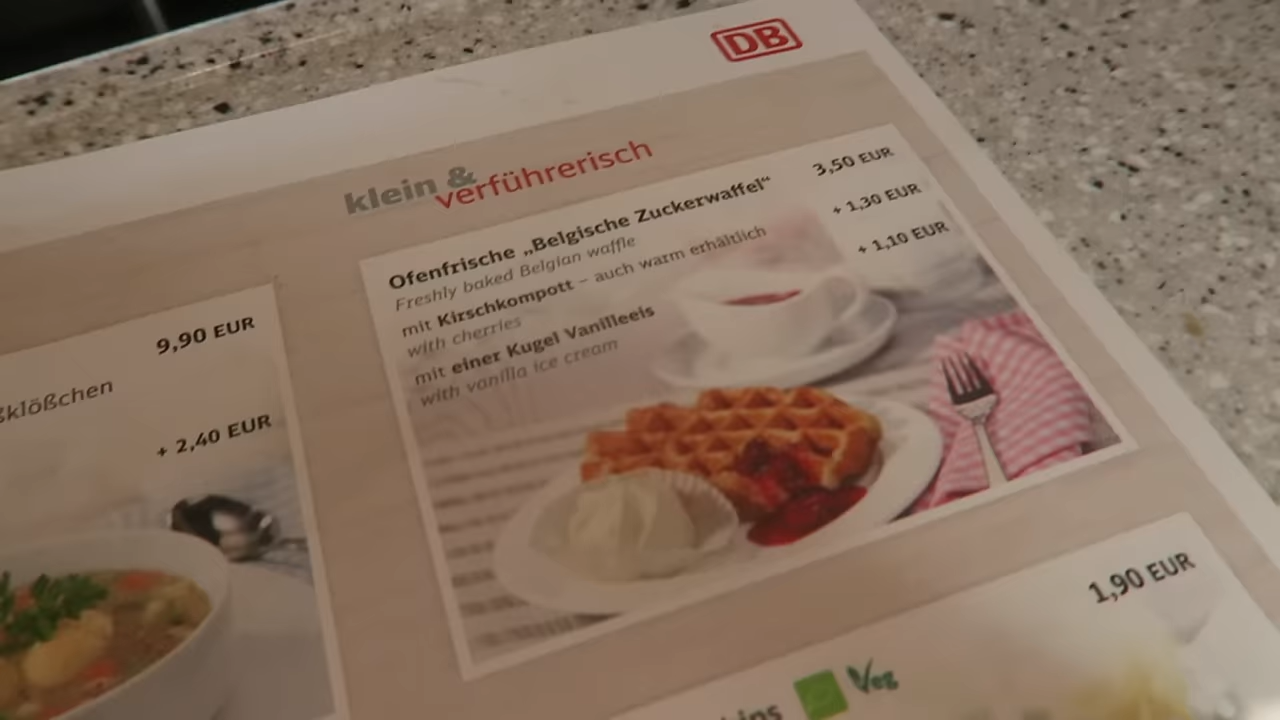 DB
klein &
verführerisch
Ofenfrische „Belgische Zuckerwaffel“ 3,50 EUR
Freshly baked Belgian waffle
mit Kirschkompott – auch warm erhältlich + 1,30 EUR
with cherries
mit einer Kugel Vanilleeis + 1,10 EUR
with vanilla ice cream
9,90 EUR
+ 2,40 EUR
1,90 EUR
Veg